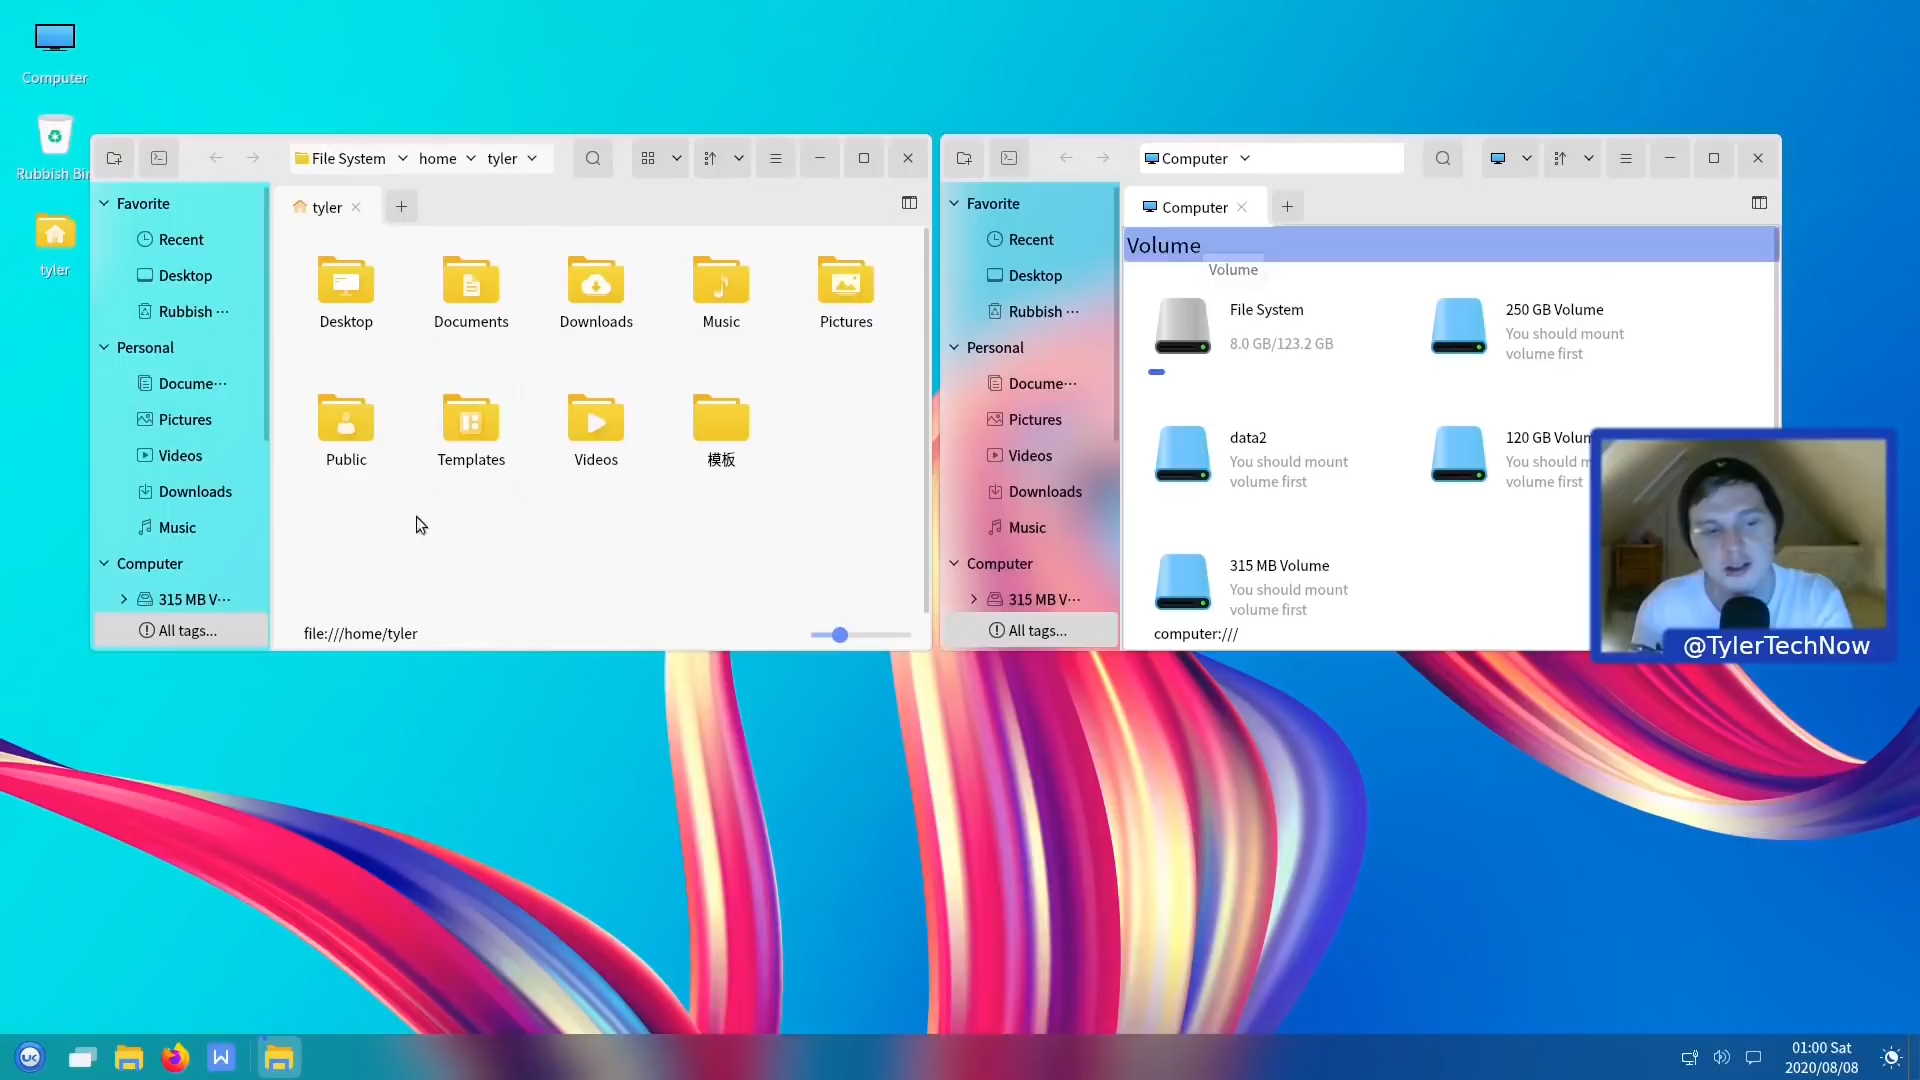 Computer
Rubbish Bin
tyler
File System
home
tyler
Favorite
Recent
Desktop
Rubbish ···
Personal
Docume···
Pictures
Videos
Downloads
Music
Computer
315 MB V···
All tags...
tyler
Desktop
Documents
Downloads
Music
Pictures
Public
Templates
Videos
模板
file:///home/tyler
Computer
Favorite
Recent
Desktop
Rubbish ···
Personal
Docume···
Pictures
Videos
Downloads
Music
Computer
315 MB V···
All tags...
Computer
Volume
Volume
File System
8.0 GB/123.2 GB
250 GB Volume
You should mount
volume first
data2
You should mount
volume first
120 GB Volum
You should m
volume first
315 MB Volume
You should mount
volume first
computer:///
@TylerTechNow
UK
W
01:00 Sat
2020/08/08